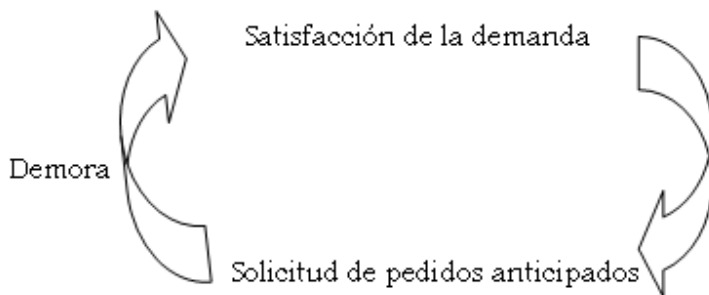 Satisfacción de la demanda
Demora
Solicitud de pedidos anticipados